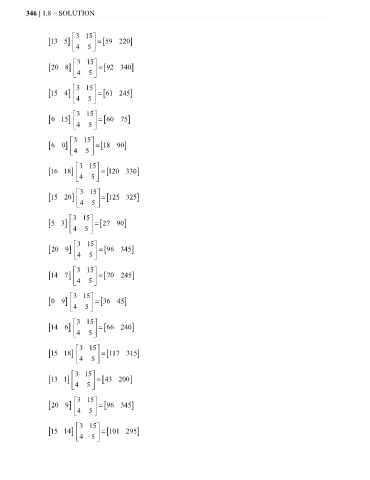 346 | 1.8 – SOLUTION
[13 5] [3 15 4 5] = [59 220]
[20 8] [3 15 4 5] = [92 340]
[15 4] [3 15 4 5] = [61 245]
[0 15] [3 15 4 5] = [60 75]
[6 0] [3 15 4 5] = [18 90]
[16 18] [3 15 4 5] = [120 330]
[15 20] [3 15 4 5] = [125 325]
[5 3] [3 15 4 5] = [27 90]
[20 9] [3 15 4 5] = [96 345]
[14 7] [3 15 4 5] = [70 245]
[0 9] [3 15 4 5] = [36 45]
[14 6] [3 15 4 5] = [66 240]
[15 18] [3 15 4 5] = [117 315]
[13 1] [3 15 4 5] = [43 200]
[20 9] [3 15 4 5] = [96 345]
[15 14] [3 15 4 5] = [101 295]